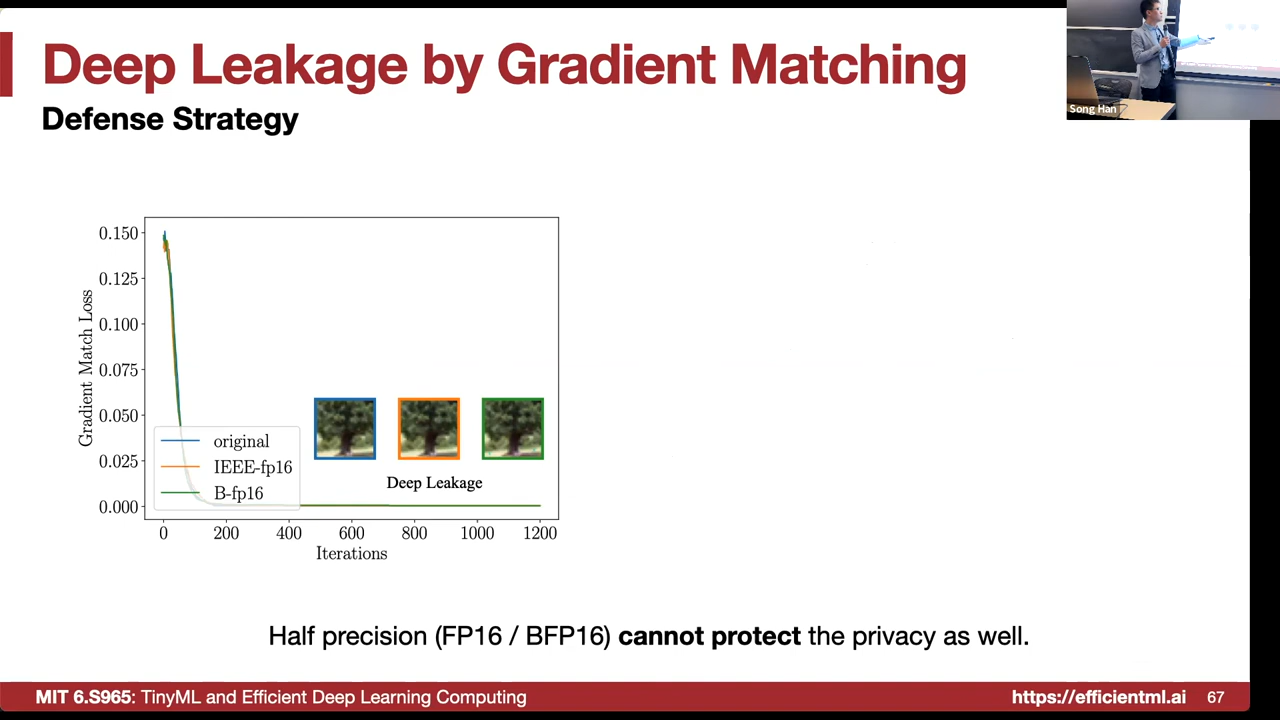 Deep Leakage by Gradient Matching
Defense Strategy
Song Han
0.150
0.125
0.100
0.075
0.050
0.025
0.000
Gradient Match Loss
original
IEEE-fp16
B-fp16
Deep Leakage
0 200 400 600 800 1000 1200
Iterations
Half precision (FP16 / BFP16) cannot protect the privacy as well.
MIT 6.S965: TinyML and Efficient Deep Learning Computing
https://efficientml.ai 67